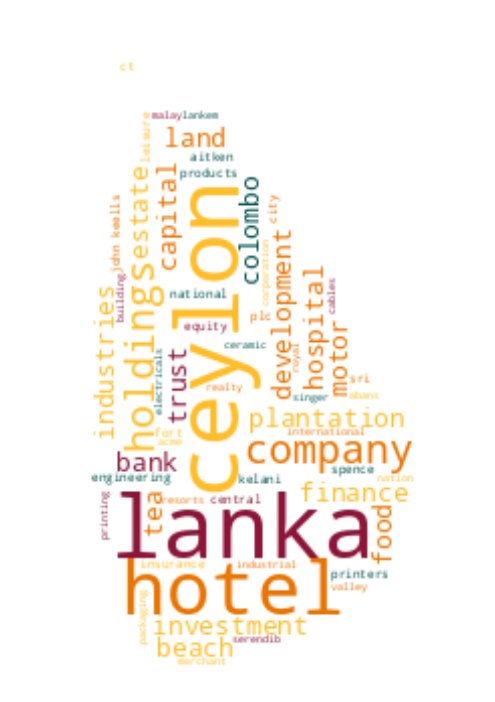 ct
malay
lankem
leisure
land
aitken
products
estate
capital
ceylon
colombo
city
john keells
holdings
national
corporation
development
building
industries
equity
plc
hospital
cables
ceramic
royal
motor
trust
electricals
realty
sri
singer
abans
fort
acme
plantation
international
company
bank
engineering
kelani
spence
nation
finance
printing
tea
resorts
central
lanka
food
insurance
industrial
printers
hotel
valley
packaging
investment
serendib
beach
merchant